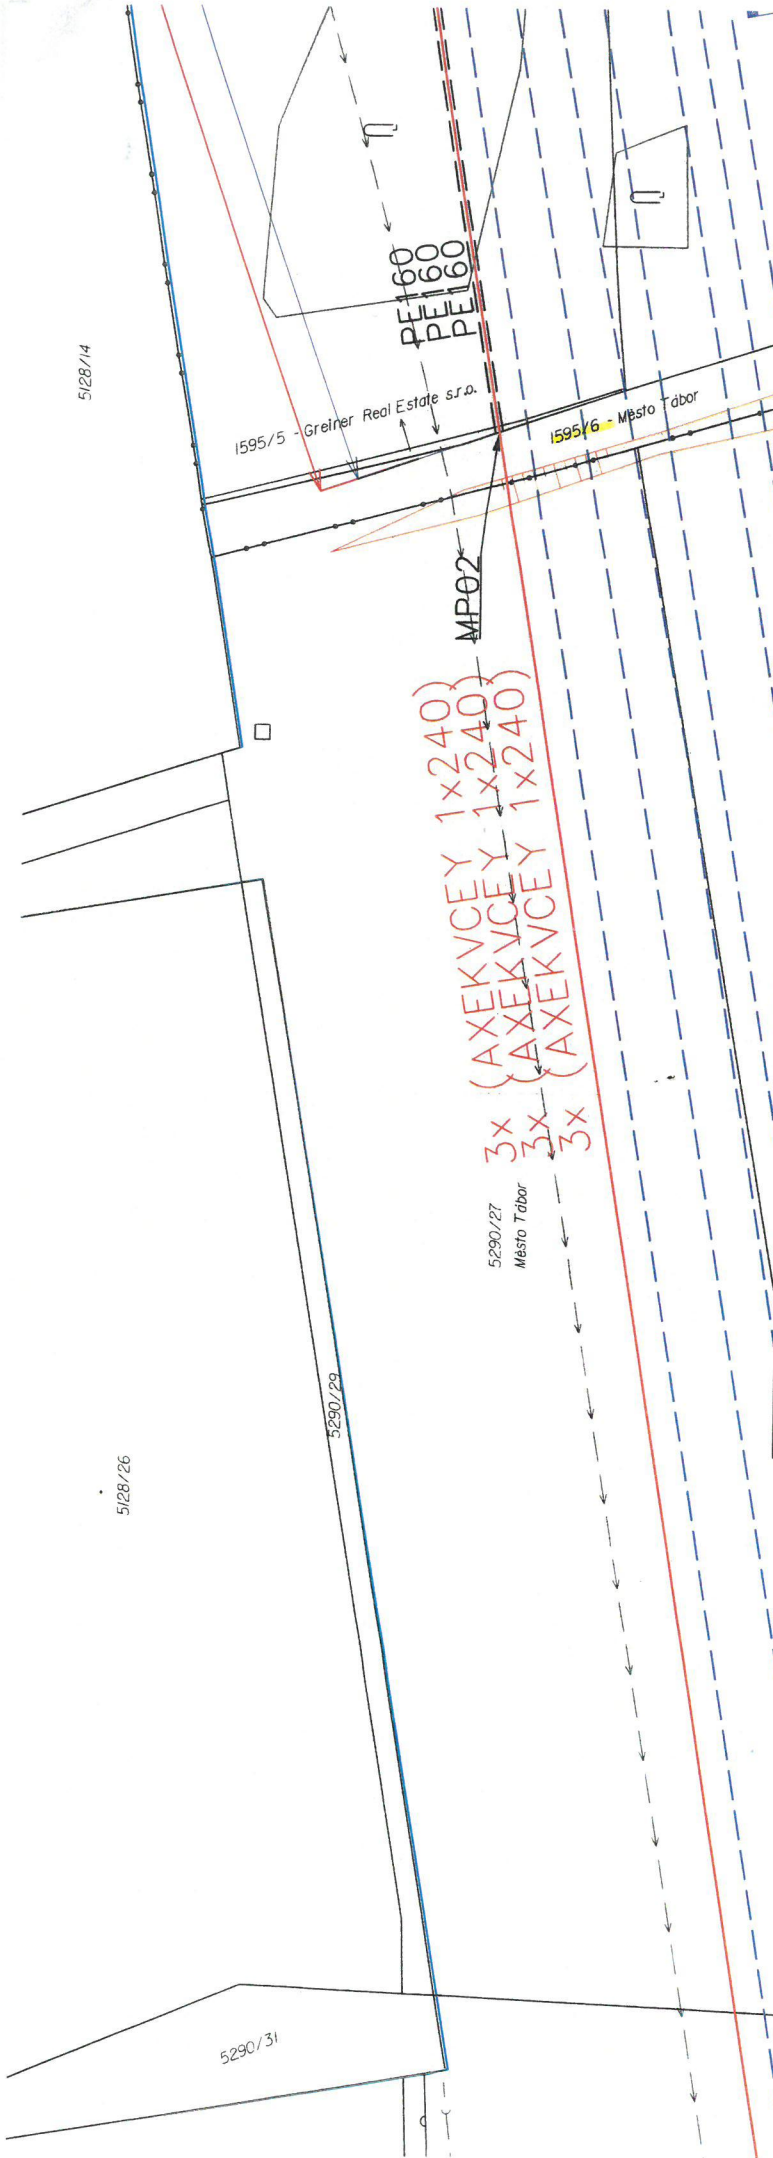 5128/14
PE160
PE160
PE160
1595/5 - Greiner Real Estate s.r.o.
1595/6 - Město Tábor
MP02
3x (AXEKVCEY 1x240)
3x (AXEKVCEY 1x240)
3x (AXEKVCEY 1x240)
5290/27
Město Tábor
5290/29
5128/26
5290/31